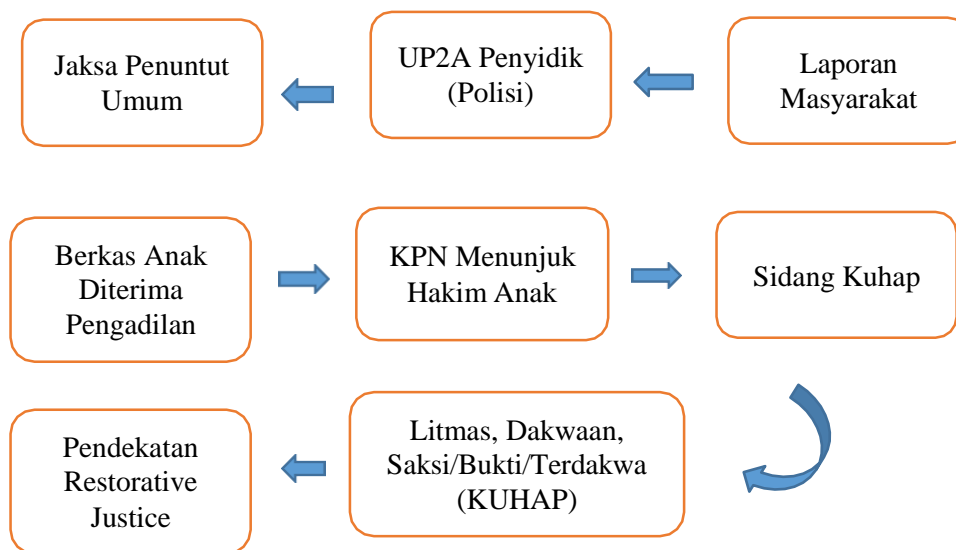 Jaksa Penuntut
Umum
UP2A Penyidik
(Polisi)
Laporan
Masyarakat
Berkas Anak
Diterima
Pengadilan
KPN Menunjuk
Hakim Anak
Sidang Kuhap
Pendekatan
Restorative
Justice
Litmas, Dakwaan,
Saksi/Bukti/Terdakwa
(KUHAP)